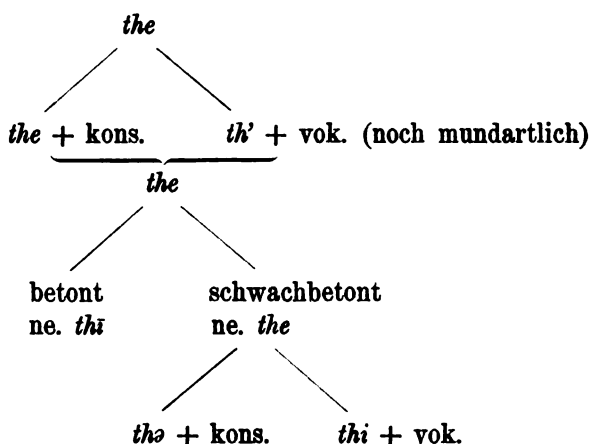 the
the + kons. th’ + vok. (noch mundartlich)
the
betont schwachbetont
ne. thī ne. the
thə + kons. thi + vok.